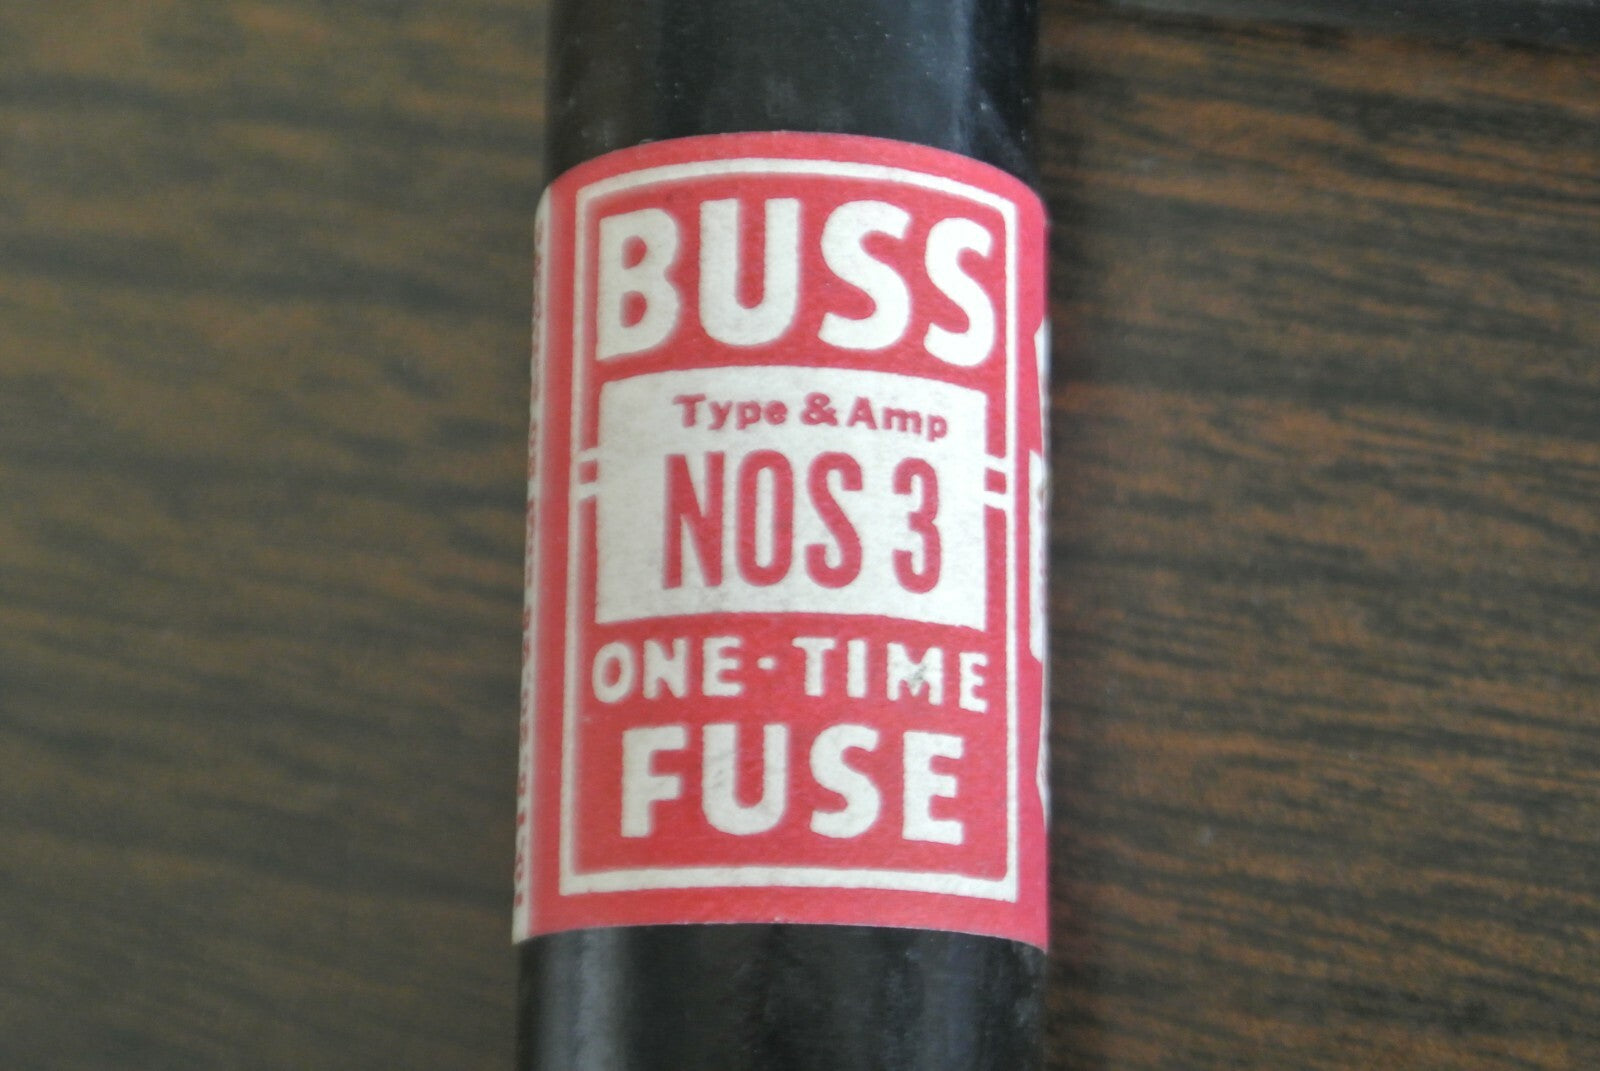 BUSS
Type & Amp
NOS 3
ONE-TIME
FUSE